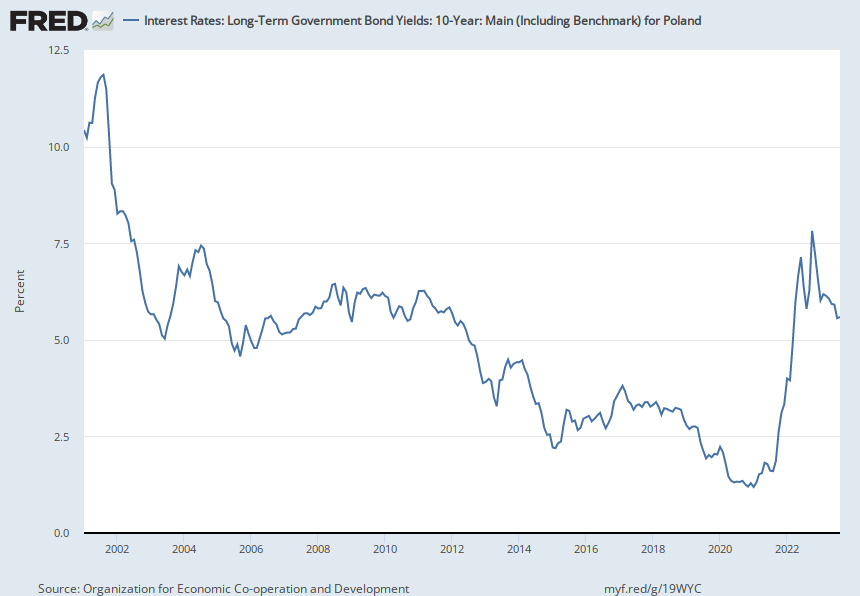 FRED Interest Rates: Long-Term Government Bond Yields: 10-Year: Main (Including Benchmark) for Poland
12.5
10.0
7.5
5.0
2.5
0.0
Percent
2002 2004 2006 2008 2010 2012 2014 2016 2018 2020 2022
Source: Organization for Economic Co-operation and Development myf.red/g/19WYC